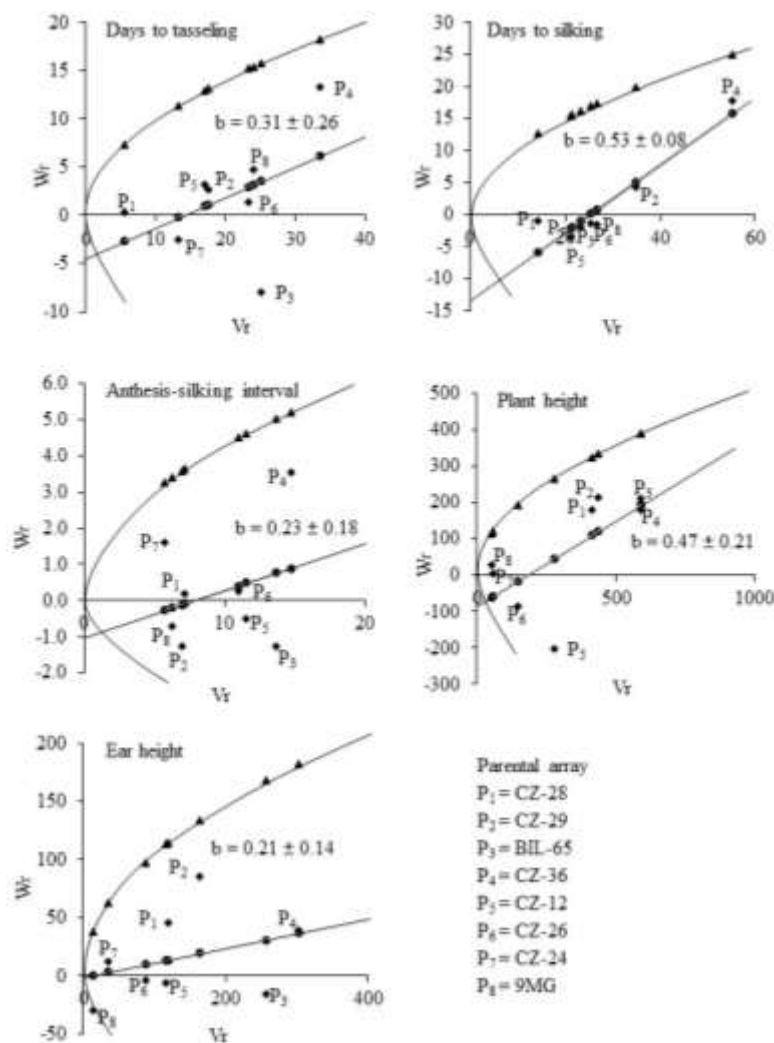 Days to tasseling
20
15
10
5
0
-5
-10
0
10
20
30
40
Wr
Vr
b = 0.31 ± 0.26
P1
P5
P2
P8
P6
P4
P7
P3
Days to silking
30
25
20
15
10
5
0
-5
-10
-15
0
20
40
60
Wr
Vr
b = 0.53 ± 0.08
P4
P2
P8
P6
P5
Anthesis-silking interval
6.0
5.0
4.0
3.0
2.0
1.0
0.0
-1.0
-2.0
0
20
Wr
Vr
b = 0.23 ± 0.18
P4
P7
P1
P6
P8
P5
P2
P3
Plant height
500
400
300
200
100
0
-100
-200
-300
0
500
1000
Wr
Vr
b = 0.47 ± 0.21
P2
P1
P4
P8
P6
Ear height
200
150
100
50
0
-50
0
200
400
Wr
Vr
b = 0.21 ± 0.14
P2
P1
P4
P7
P6
P5
P3
P8
Parental array
P1 = CZ-28
P2 = CZ-29
P3 = BIL-65
P4 = CZ-36
P5 = CZ-12
P6 = CZ-26
P7 = CZ-24
P8 = 9MG